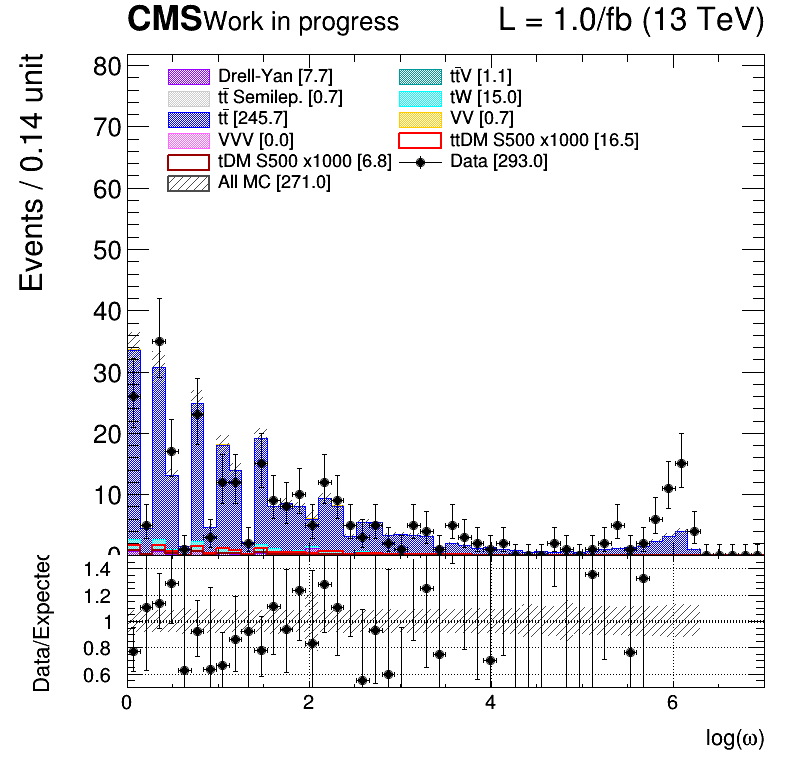 CMS Work in progress L = 1.0/fb (13 TeV)
Drell-Yan [7.7] tt̄V [1.1]
tt̄ Semilep. [0.7] tW [15.0]
tt̄ [245.7] VV [0.7]
VVV [0.0] ttDM S500 x1000 [16.5]
tDM S500 x1000 [6.8] Data [293.0]
All MC [271.0]
Events / 0.14 unit
80
70
60
50
40
30
20
10
0
Data/Expected
1.4
1.2
1
0.8
0.6
0 2 4 6
log(ω)